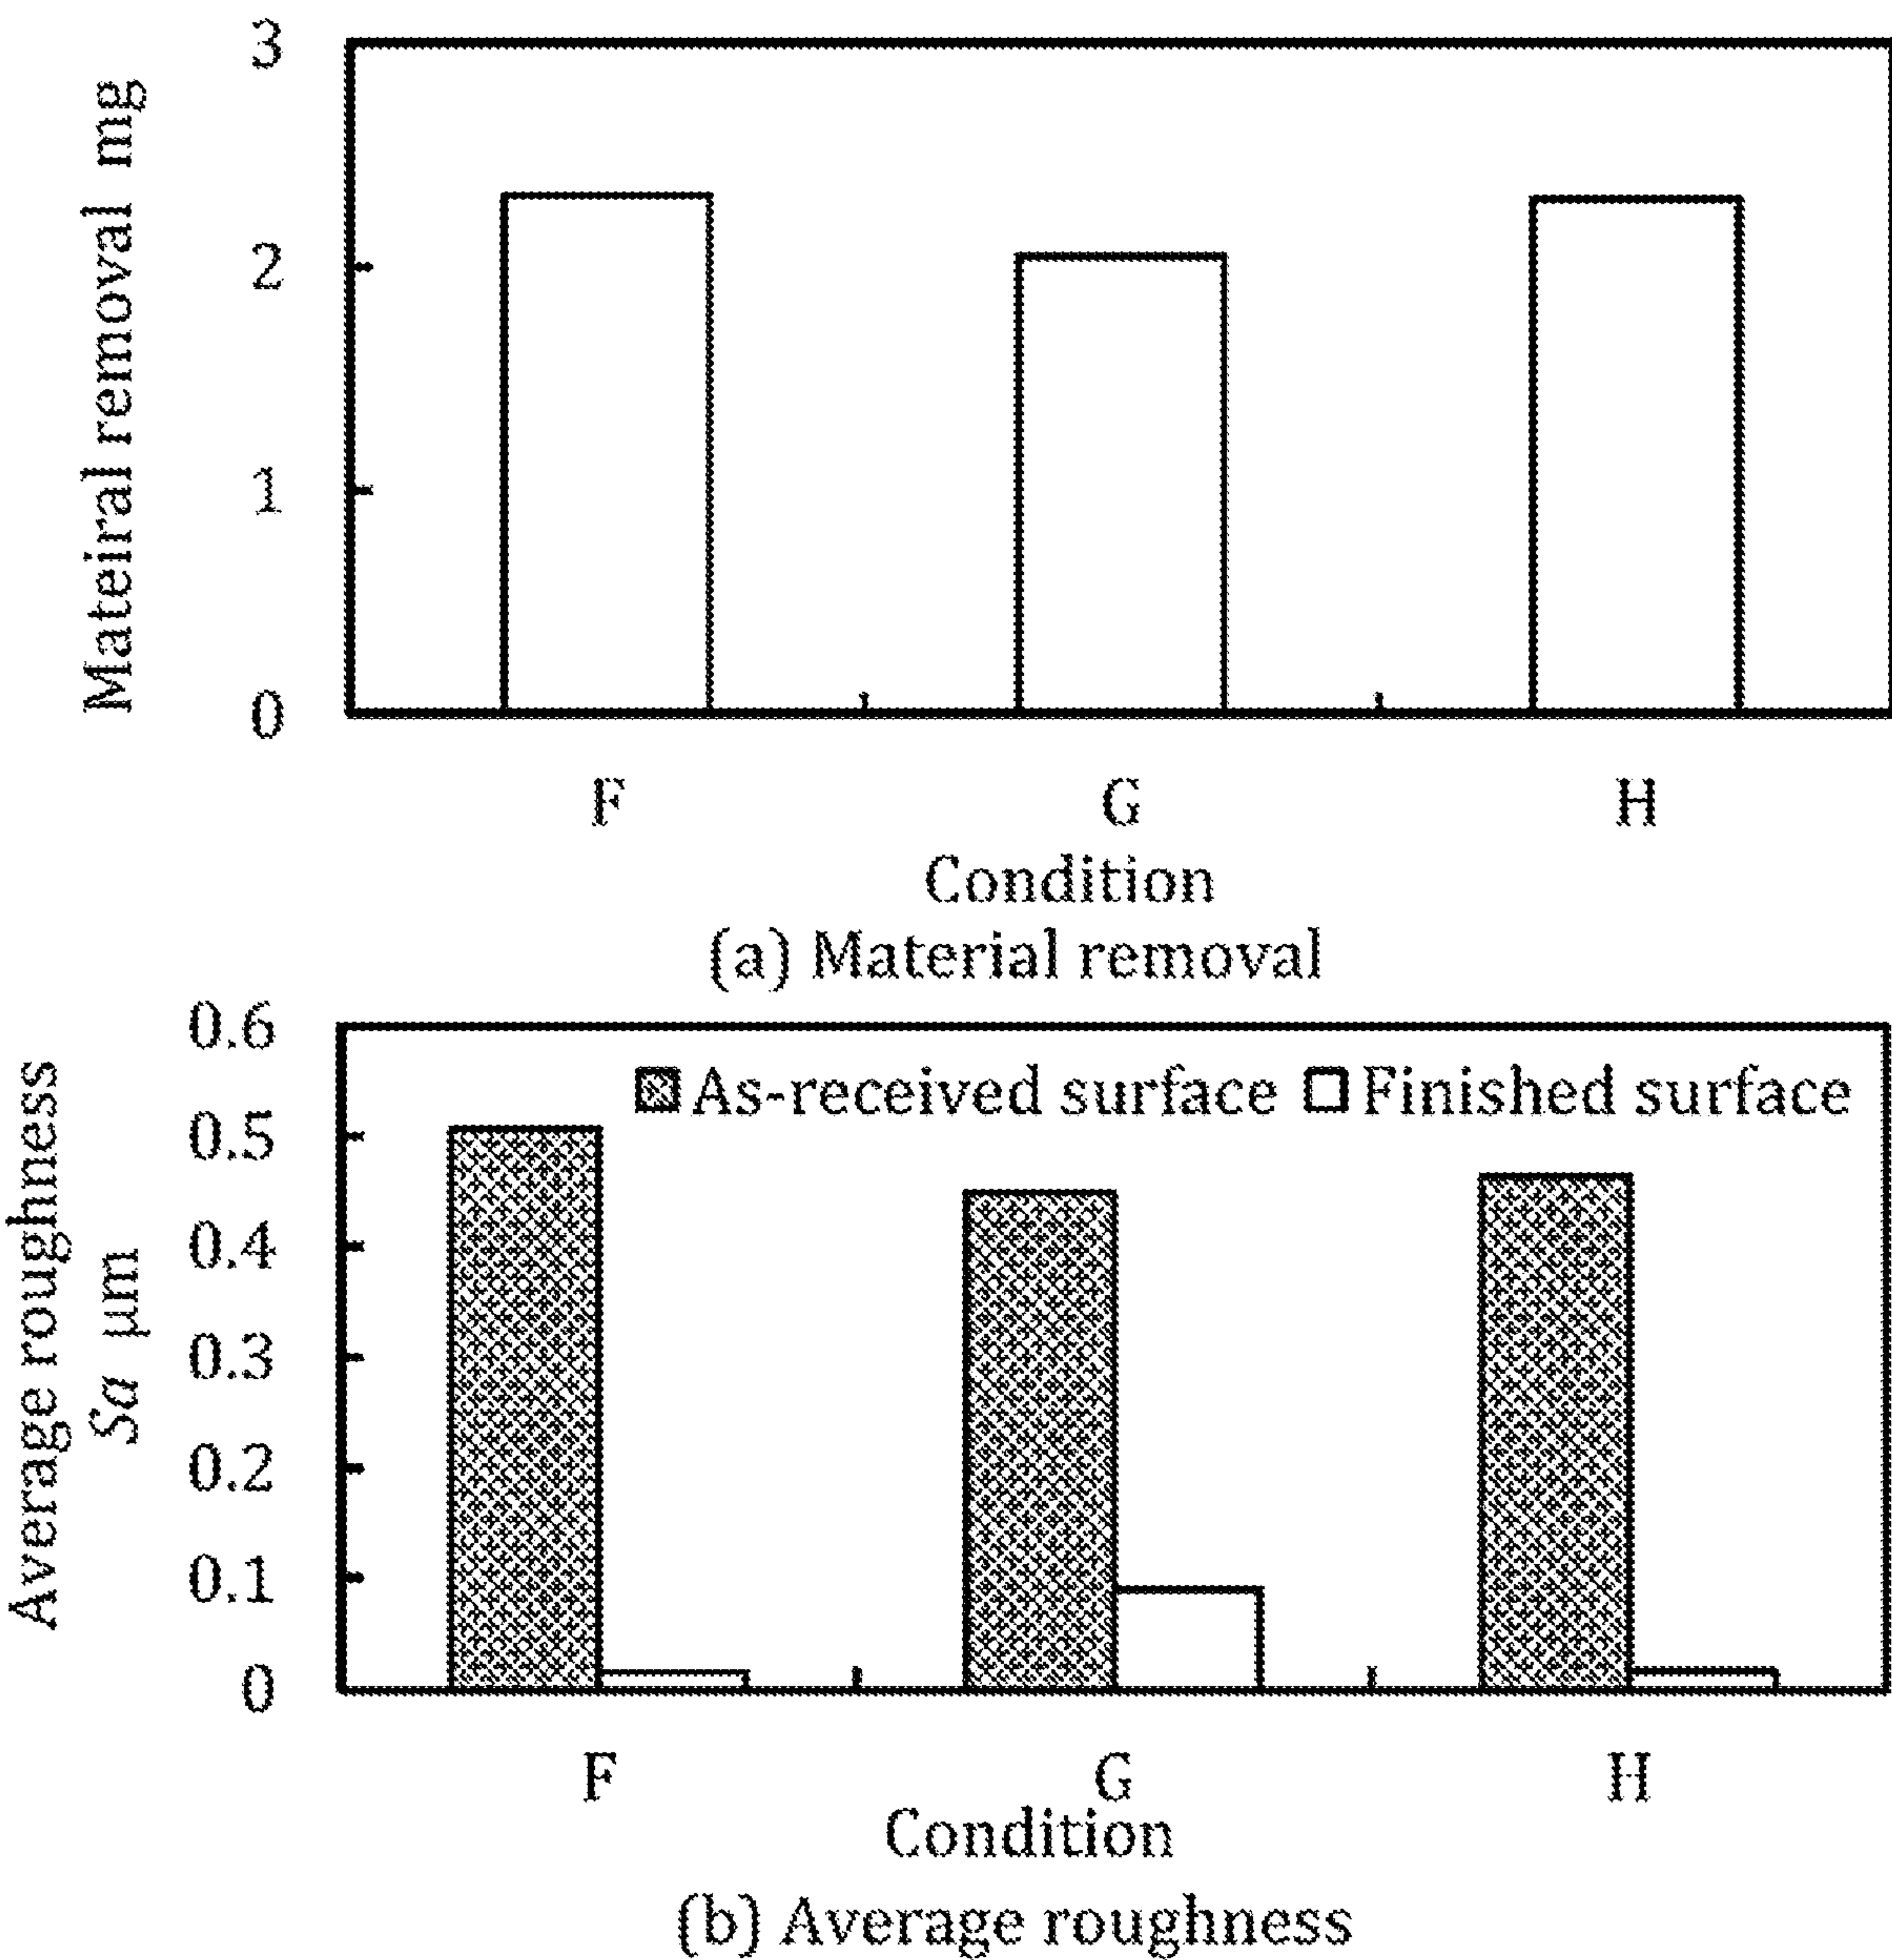 Mateiral removal mg
3
2
1
0
F G H
Condition
(a) Material removal
Average roughness
Sa μm
0.6
0.5
0.4
0.3
0.2
0.1
0
As-received surface Finished surface
F G H
Condition
(b) Average roughness